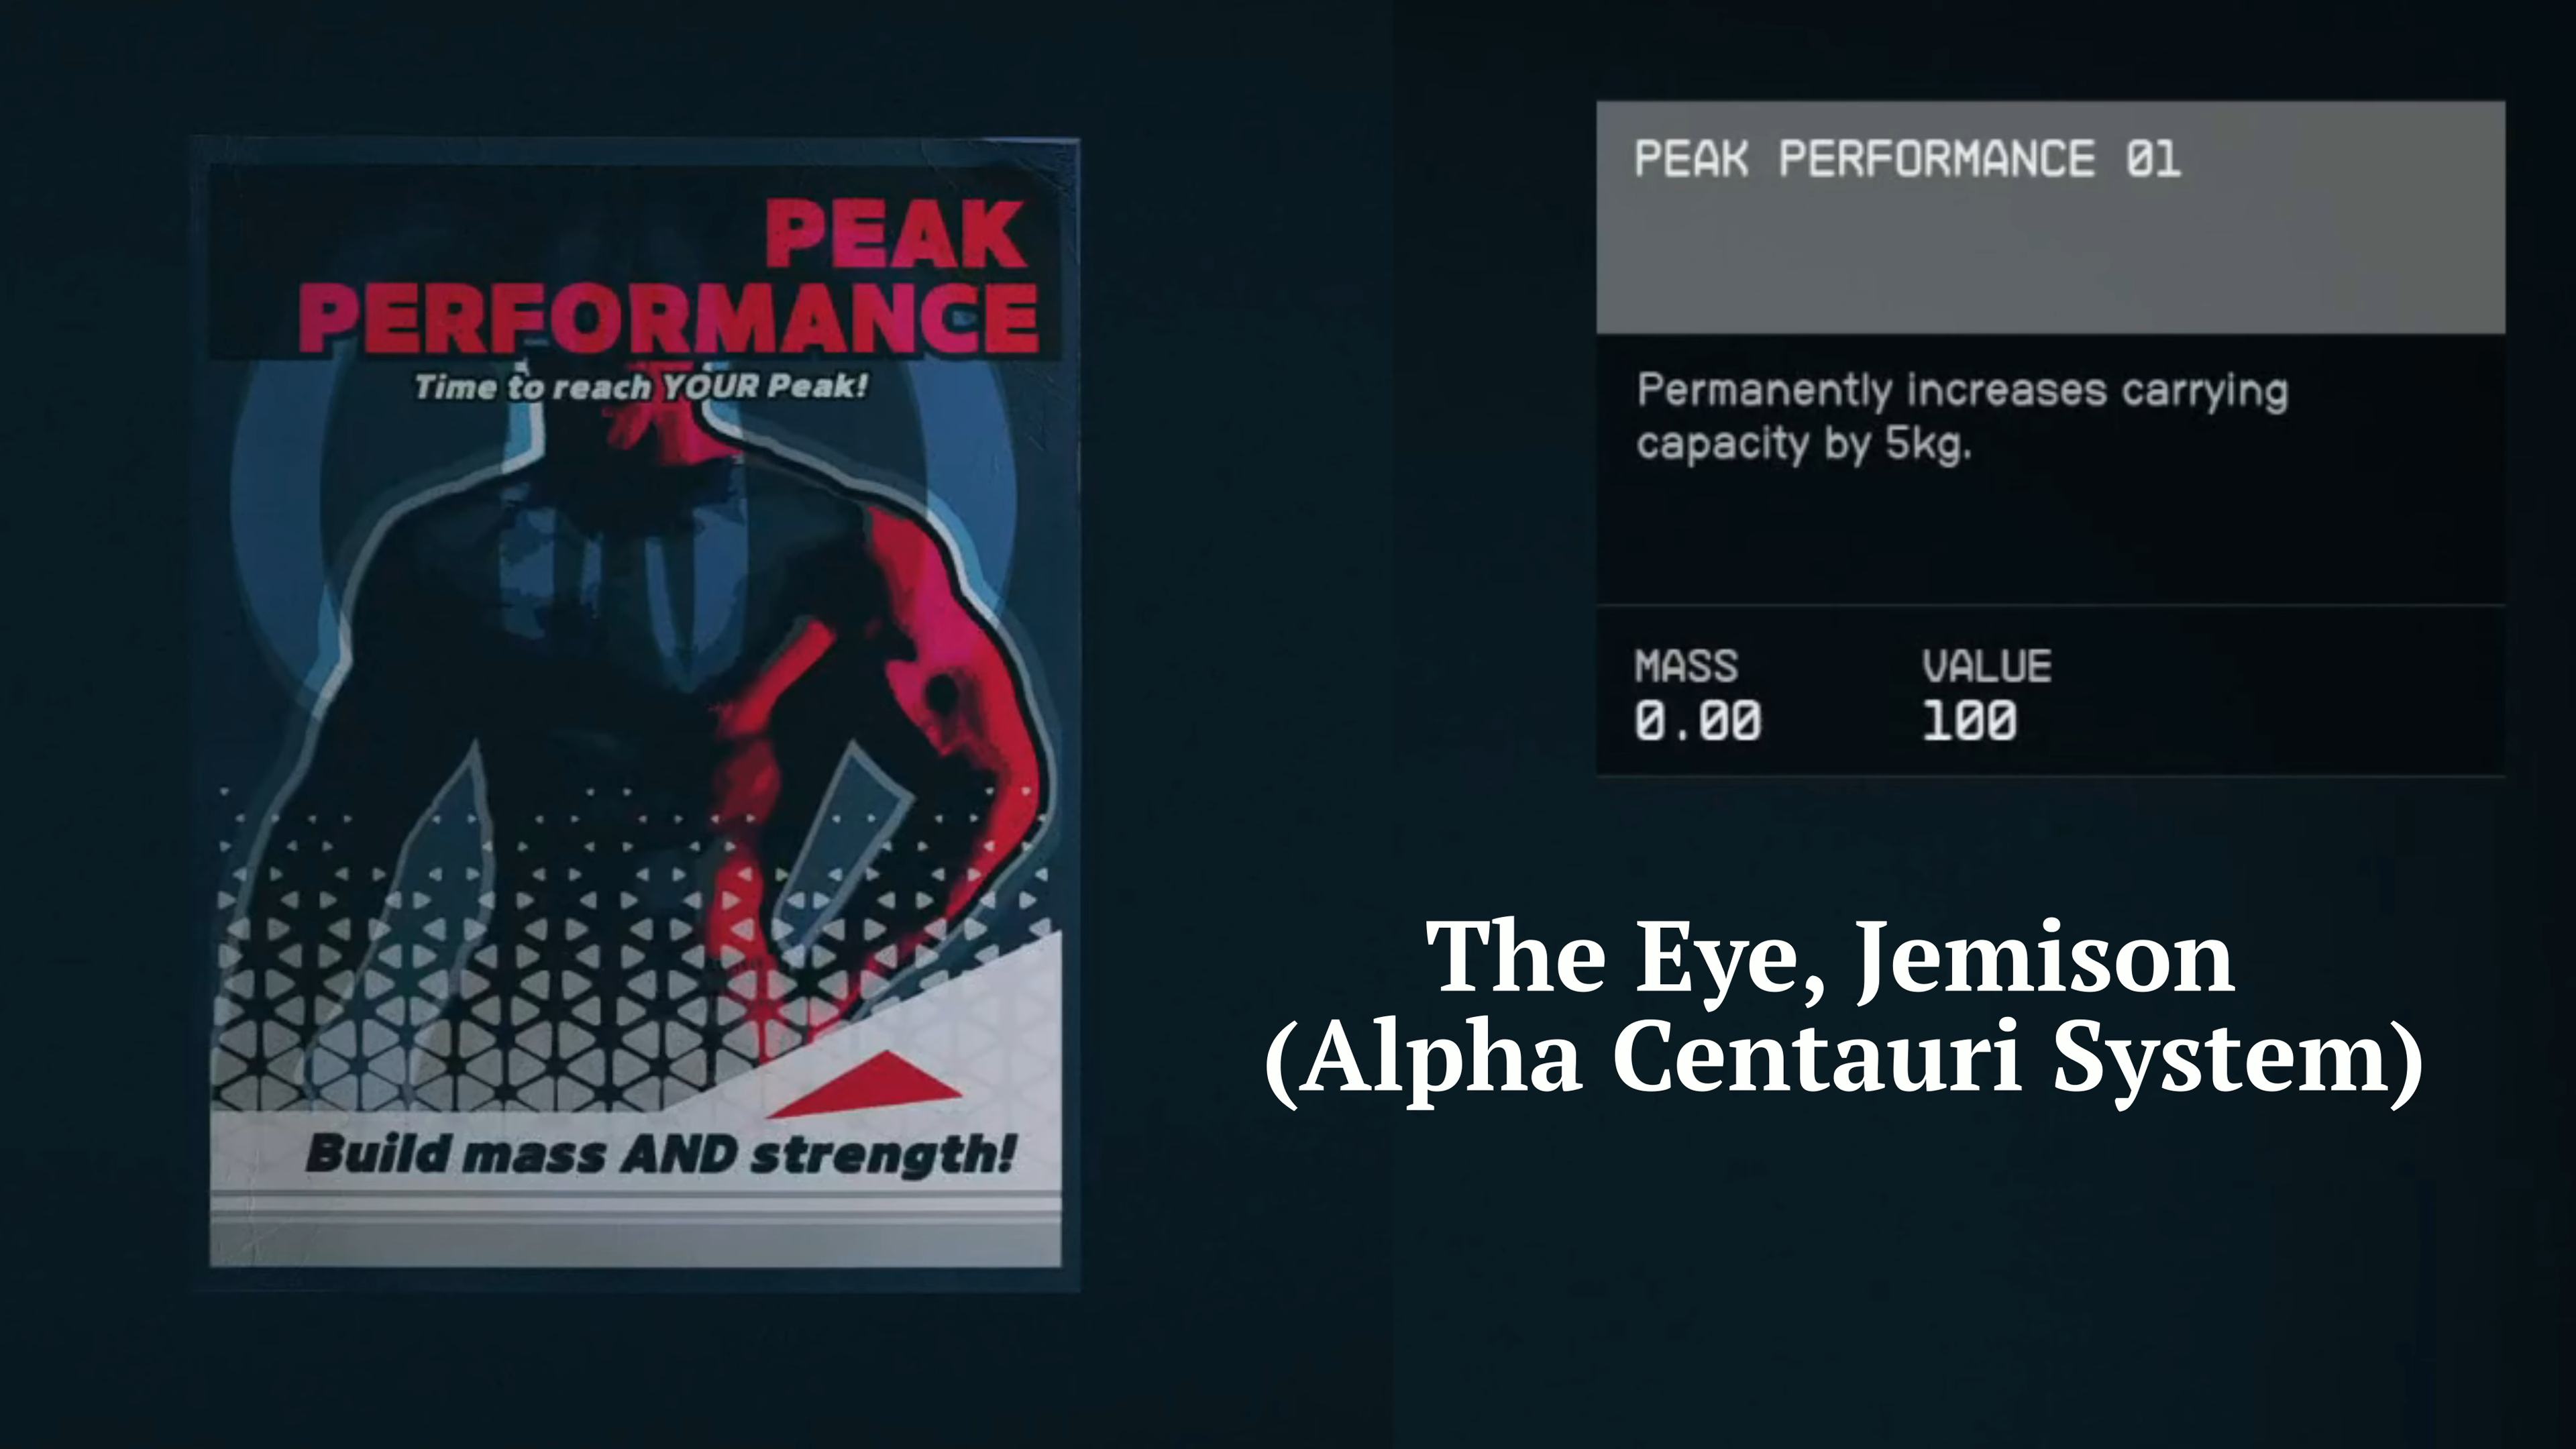 PEAK
PERFORMANCE
Time to reach YOUR Peak!
Build mass AND strength!
PEAK PERFORMANCE 01
Permanently increases carrying
capacity by 5kg.
MASS VALUE
0.00 100
The Eye, Jemison
(Alpha Centauri System)